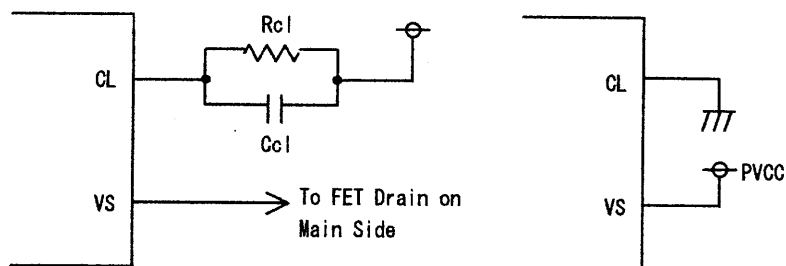 Rcl
CL
Ccl
VS
To FET Drain on
Main Side
CL
PVCC
VS